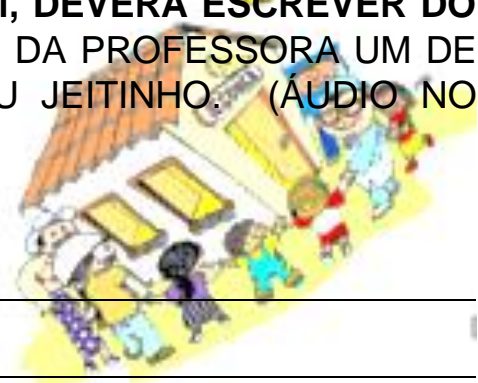 I, DEVERÁ ESCREVER DO
DA PROFESSORA UM DE
U JEITINHO. (ÁUDIO NO